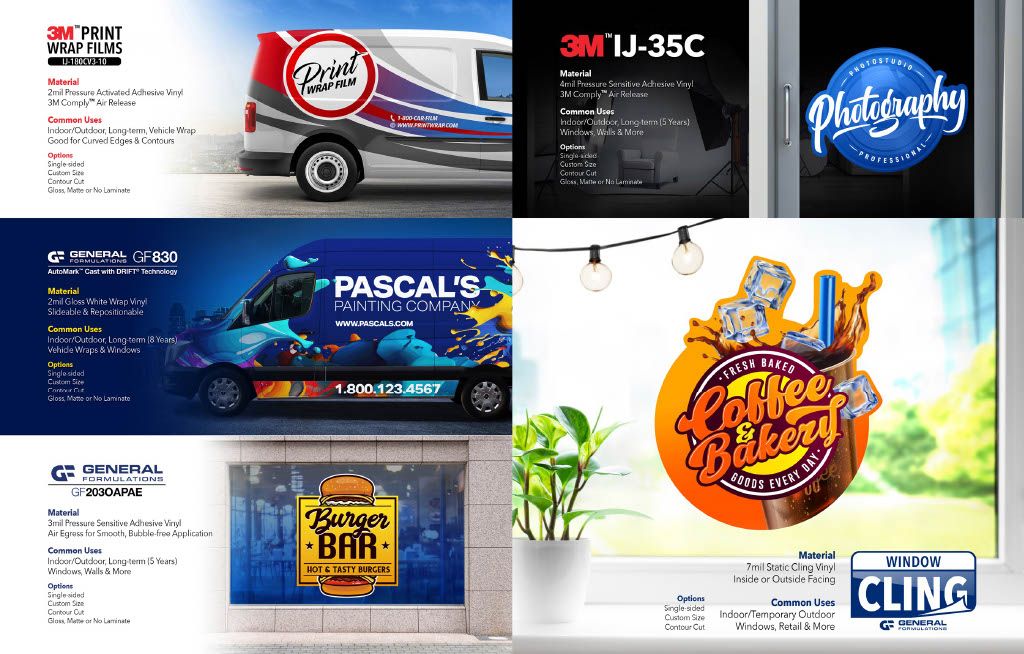 3M™ PRINT
WRAP FILMS
IJ-180CV3-10
Material
2mil Pressure Activated Adhesive Vinyl
3M Comply™ Air Release
Common Uses
Indoor/Outdoor, Long-term, Vehicle Wrap
Good for Curved Edges & Contours
Options
Single-sided
Custom Size
Contour Cut
Gloss, Matte or No Laminate
Print
WRAP FILM
1-800-CAR-FILM
WWW.PRINTWRAP.COM
3M™ IJ-35C
Material
4mil Pressure Sensitive Adhesive Vinyl
3M Comply™ Air Release
Common Uses
Indoor/Outdoor, Long-term (5 Years)
Windows, Walls & More
Options
Single-sided
Custom Size
Contour Cut
Gloss, Matte or No Laminate
PHOTOSTUDIO
Photography
PROFESSIONAL
GF GENERAL FORMULATIONS GF830
AutoMark™ Cast with DRIFT® Technology
Material
2mil Gloss White Wrap Vinyl
Slideable & Repositionable
Common Uses
Indoor/Outdoor, Long-term (8 Years)
Vehicle Wraps & Windows
Options
Single-sided
Custom Size
Contour Cut
Gloss, Matte or No Laminate
PASCAL'S
PAINTING COMPANY
WWW.PASCALS.COM
1.800.123.4567
GF GENERAL
FORMULATIONS
GF203OAPAE
Material
3mil Pressure Sensitive Adhesive Vinyl
Air Egress for Smooth, Bubble-free Application
Common Uses
Indoor/Outdoor, Long-term (5 Years)
Windows, Walls & More
Options
Single-sided
Custom Size
Contour Cut
Gloss, Matte or No Laminate
Burger
BAR
HOT & TASTY BURGERS
FRESH BAKED
Coffee
&
Bakery
GOODS EVERY DAY
Material
7mil Static Cling Vinyl
Inside or Outside Facing
Options
Single-sided
Custom Size
Contour Cut
Common Uses
Indoor/Temporary Outdoor
Windows, Retail & More
WINDOW
CLING
GF GENERAL
FORMULATIONS